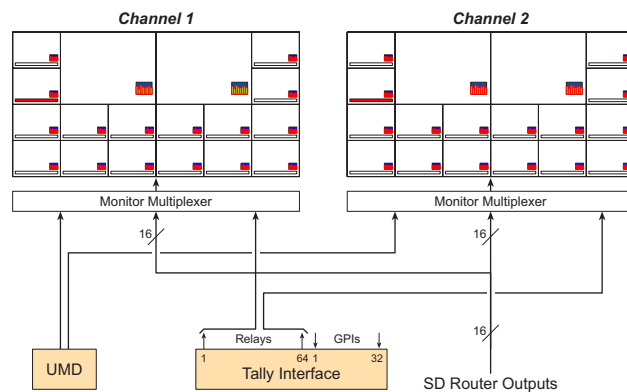 Channel 1
Channel 2
Monitor Multiplexer
Monitor Multiplexer
16
16
16
Relays
GPIs
1
64
1
32
UMD
Tally Interface
SD Router Outputs